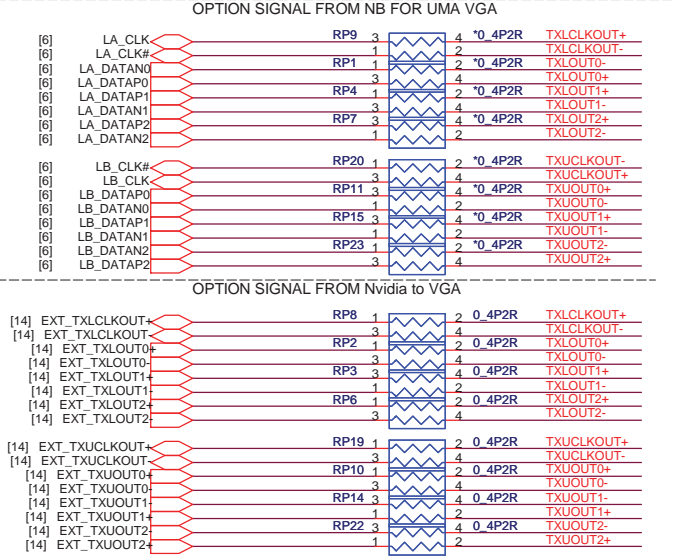 OPTION SIGNAL FROM NB FOR UMA VGA
[6] LA_CLK RP9 3 4 *0_4P2R TXLCLKOUT+
[6] LA_CLK# 1 2 TXLCLKOUT-
[6] LA_DATAN0 RP1 1 2 *0_4P2R TXLOUT0-
[6] LA_DATAP0 3 4 TXLOUT0+
[6] LA_DATAP1 RP4 1 2 *0_4P2R TXLOUT1+
[6] LA_DATAN1 3 4 TXLOUT1-
[6] LA_DATAP2 RP7 3 4 *0_4P2R TXLOUT2+
[6] LA_DATAN2 1 2 TXLOUT2-
[6] LB_CLK# RP20 1 2 *0_4P2R TXUCLKOUT-
[6] LB_CLK 3 4 TXUCLKOUT+
[6] LB_DATAP0 RP11 3 4 *0_4P2R TXUOUT0+
[6] LB_DATAN0 1 2 TXUOUT0-
[6] LB_DATAP1 RP15 3 4 *0_4P2R TXUOUT1+
[6] LB_DATAN1 1 2 TXUOUT1-
[6] LB_DATAN2 RP23 1 2 *0_4P2R TXUOUT2-
[6] LB_DATAP2 3 4 TXUOUT2+
OPTION SIGNAL FROM Nvidia to VGA
[14] EXT_TXLCLKOUT+ RP8 1 2 0_4P2R TXLCLKOUT+
[14] EXT_TXLCLKOUT- 3 4 TXLCLKOUT-
[14] EXT_TXLOUT0+ RP2 1 2 0_4P2R TXLOUT0+
[14] EXT_TXLOUT0- 3 4 TXLOUT0-
[14] EXT_TXLOUT1+ RP3 3 4 0_4P2R TXLOUT1+
[14] EXT_TXLOUT1- 1 2 TXLOUT1-
[14] EXT_TXLOUT2+ RP6 1 2 0_4P2R TXLOUT2+
[14] EXT_TXLOUT2- 3 4 TXLOUT2-
[14] EXT_TXUCLKOUT+ RP19 1 2 0_4P2R TXUCLKOUT+
[14] EXT_TXUCLKOUT- 3 4 TXUCLKOUT-
[14] EXT_TXUOUT0+ RP10 1 2 0_4P2R TXUOUT0+
[14] EXT_TXUOUT0- 3 4 TXUOUT0-
[14] EXT_TXUOUT1- RP14 3 4 0_4P2R TXUOUT1-
[14] EXT_TXUOUT1+ 1 2 TXUOUT1+
[14] EXT_TXUOUT2- RP22 3 4 0_4P2R TXUOUT2-
[14] EXT_TXUOUT2+ 1 2 TXUOUT2+